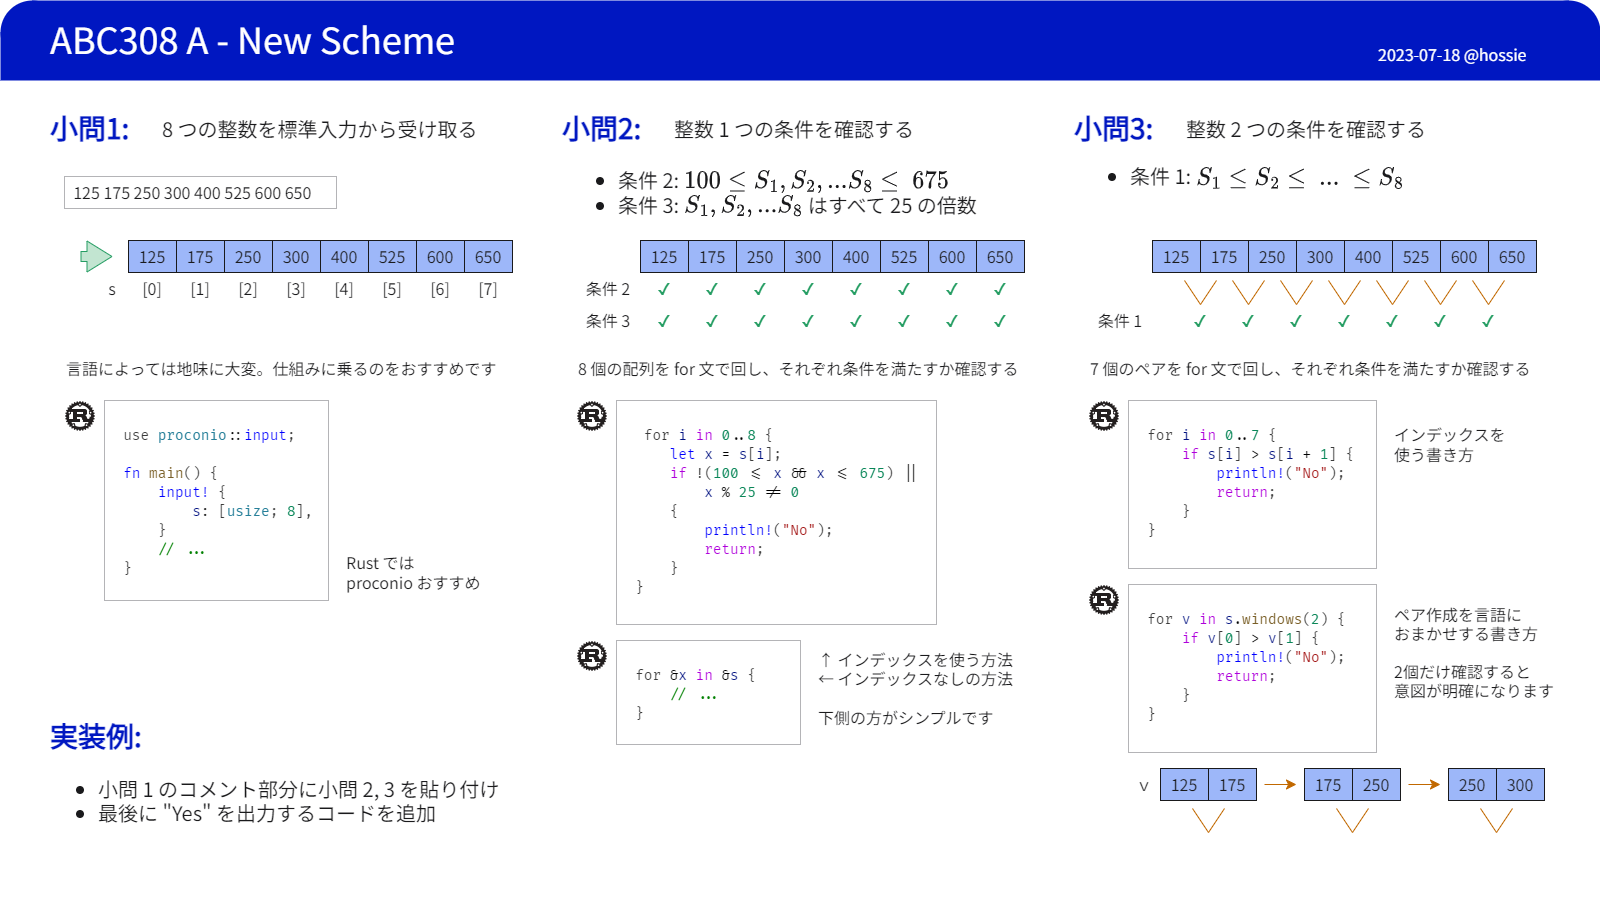 ABC308 A - New Scheme
2023-07-18 @hossie
小問1:
8 つの整数を標準入力から受け取る
125 175 250 300 400 525 600 650
125 175 250 300 400 525 600 650
s [0] [1] [2] [3] [4] [5] [6] [7]
言語によっては地味に大変。仕組みに乗るのをおすすめです
R
use proconio::input;
fn main() {
input! {
s: [usize; 8],
}
// ...
}
Rust では
proconio おすすめ
実装例:
• 小問 1 のコメント部分に小問 2, 3 を貼り付け
• 最後に "Yes" を出力するコードを追加
小問2:
整数 1 つの条件を確認する
• 条件 2: 100 ≤ S₁, S₂, ...S₈ ≤ 675
• 条件 3: S₁, S₂, ...S₈ はすべて 25 の倍数
125 175 250 300 400 525 600 650
条件 2 ✓ ✓ ✓ ✓ ✓ ✓ ✓ ✓
条件 3 ✓ ✓ ✓ ✓ ✓ ✓ ✓ ✓
8 個の配列を for 文で回し、それぞれ条件を満たすか確認する
R
for i in 0..8 {
let x = s[i];
if !(100 <= x && x <= 675) ||
x % 25 != 0
{
println!("No");
return;
}
}
R
for &x in &s {
// ...
}
↑ インデックスを使う方法
← インデックスなしの方法
下側の方がシンプルです
小問3:
整数 2 つの条件を確認する
• 条件 1: S₁ ≤ S₂ ≤ ... ≤ S₈
125 175 250 300 400 525 600 650
条件 1 ✓ ✓ ✓ ✓ ✓ ✓ ✓
7 個のペアを for 文で回し、それぞれ条件を満たすか確認する
R
for i in 0..7 {
if s[i] > s[i + 1] {
println!("No");
return;
}
}
インデックスを
使う書き方
R
for v in s.windows(2) {
if v[0] > v[1] {
println!("No");
return;
}
}
ペア作成を言語に
おまかせする書き方
2個だけ確認すると
意図が明確になります
v 125 175 → 175 250 → 250 300